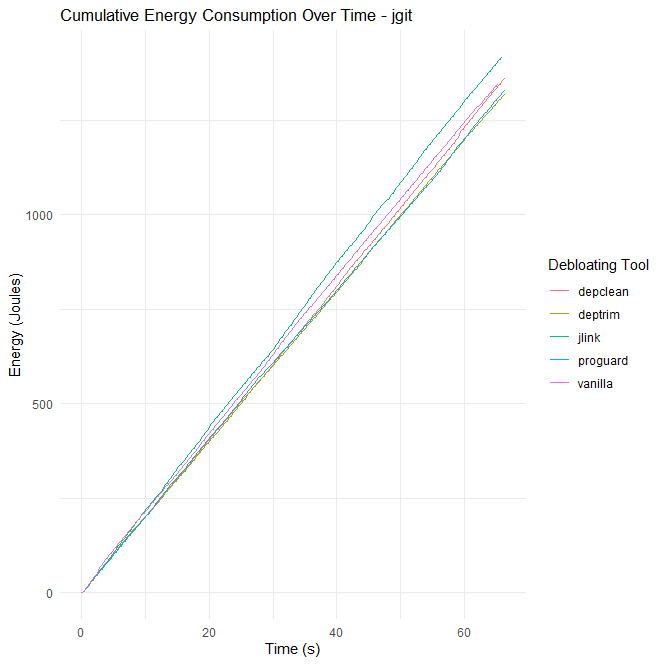 Cumulative Energy Consumption Over Time - jgit
Energy (Joules)
1000
500
0
0 20 40 60
Time (s)
Debloating Tool
depclean
deptrim
jlink
proguard
vanilla